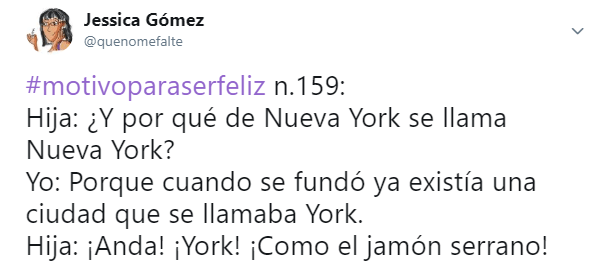 Jessica Gómez
@quenomefalte
#motivoparaserfeliz n.159:
Hija: ¿Y por qué de Nueva York se llama
Nueva York?
Yo: Porque cuando se fundó ya existía una
ciudad que se llamaba York.
Hija: ¡Anda! ¡York! ¡Como el jamón serrano!